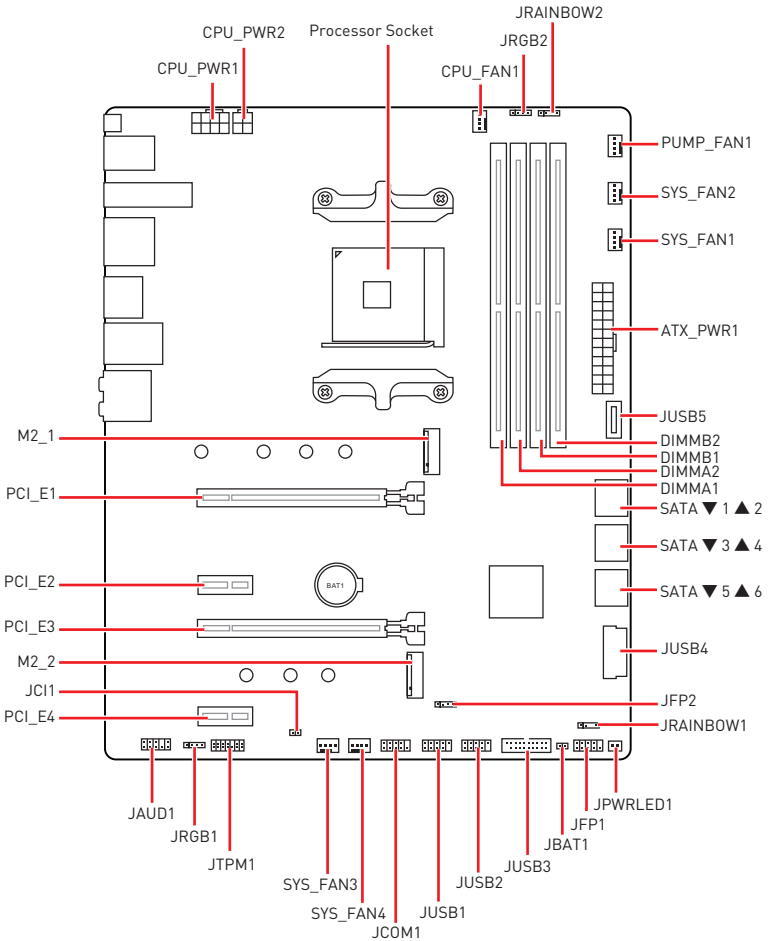 JRAINBOW2
CPU_PWR2
Processor Socket
JRGB2
CPU_PWR1
CPU_FAN1
PUMP_FAN1
SYS_FAN2
SYS_FAN1
ATX_PWR1
JUSB5
M2_1
DIMMB2
DIMMB1
DIMMA2
DIMMA1
PCI_E1
SATA ▼ 1 ▲ 2
SATA ▼ 3 ▲ 4
PCI_E2
BAT1
SATA ▼ 5 ▲ 6
PCI_E3
JUSB4
M2_2
JCI1
JFP2
PCI_E4
JRAINBOW1
JAUD1
JPWRLED1
JRGB1
JFP1
JBAT1
JTPM1
JUSB3
SYS_FAN3
JUSB2
SYS_FAN4
JUSB1
JCOM1